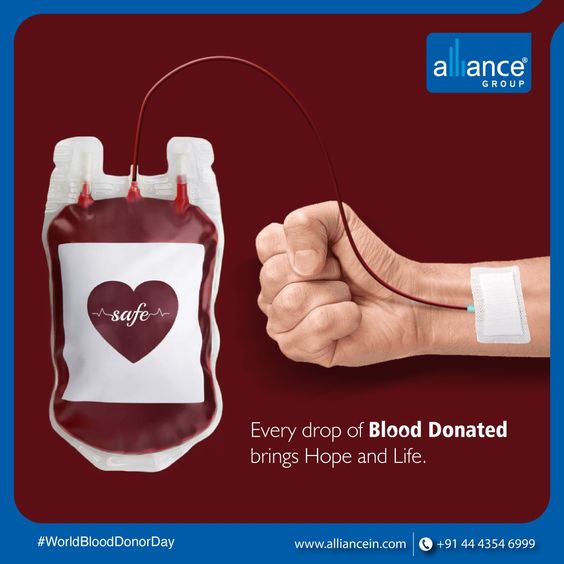 alliance®
GROUP
safe
Every drop of Blood Donated
brings Hope and Life.
#WorldBloodDonorDay
www.alliancein.com
+91 44 4354 6999